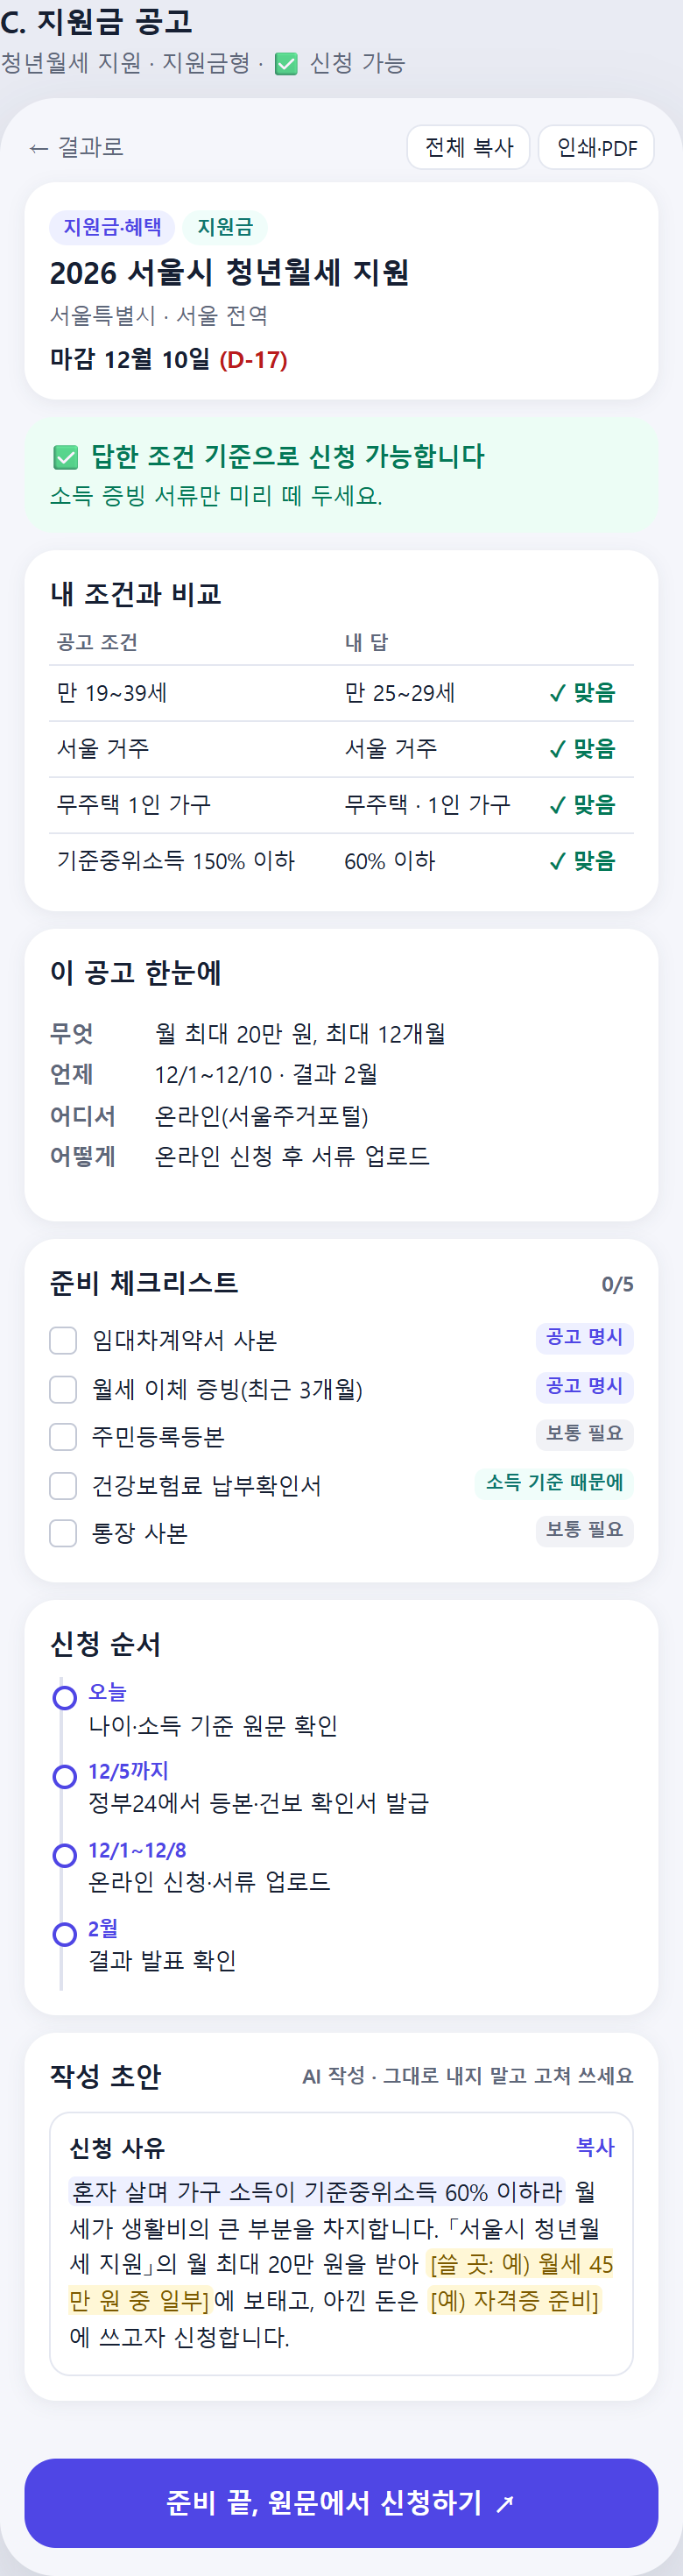 C. 지원금 공고
청년월세 지원 · 지원금형 · ✅ 신청 가능
← 결과로
전체 복사
인쇄·PDF
지원금·혜택
지원금
2026 서울시 청년월세 지원
서울특별시 · 서울 전역
마감 12월 10일 (D-17)
✅ 답한 조건 기준으로 신청 가능합니다
소득 증빙 서류만 미리 떼 두세요.
내 조건과 비교
공고 조건 내 답
만 19~39세 만 25~29세 ✓ 맞음
서울 거주 서울 거주 ✓ 맞음
무주택 1인 가구 무주택 · 1인 가구 ✓ 맞음
기준중위소득 150% 이하 60% 이하 ✓ 맞음
이 공고 한눈에
무엇 월 최대 20만 원, 최대 12개월
언제 12/1~12/10 · 결과 2월
어디서 온라인(서울주거포털)
어떻게 온라인 신청 후 서류 업로드
준비 체크리스트 0/5
임대차계약서 사본 공고 명시
월세 이체 증빙(최근 3개월) 공고 명시
주민등록등본 보통 필요
건강보험료 납부확인서 소득 기준 때문에
통장 사본 보통 필요
신청 순서
오늘
나이·소득 기준 원문 확인
12/5까지
정부24에서 등본·건보 확인서 발급
12/1~12/8
온라인 신청·서류 업로드
2월
결과 발표 확인
작성 초안 AI 작성 · 그대로 내지 말고 고쳐 쓰세요
신청 사유 복사
혼자 살며 가구 소득이 기준중위소득 60% 이하라 월
세가 생활비의 큰 부분을 차지합니다. 「서울시 청년월
세 지원」의 월 최대 20만 원을 받아 [쓸 곳: 예) 월세 45
만 원 중 일부]에 보태고, 아낀 돈은 [예) 자격증 준비]
에 쓰고자 신청합니다.
준비 끝, 원문에서 신청하기 ↗